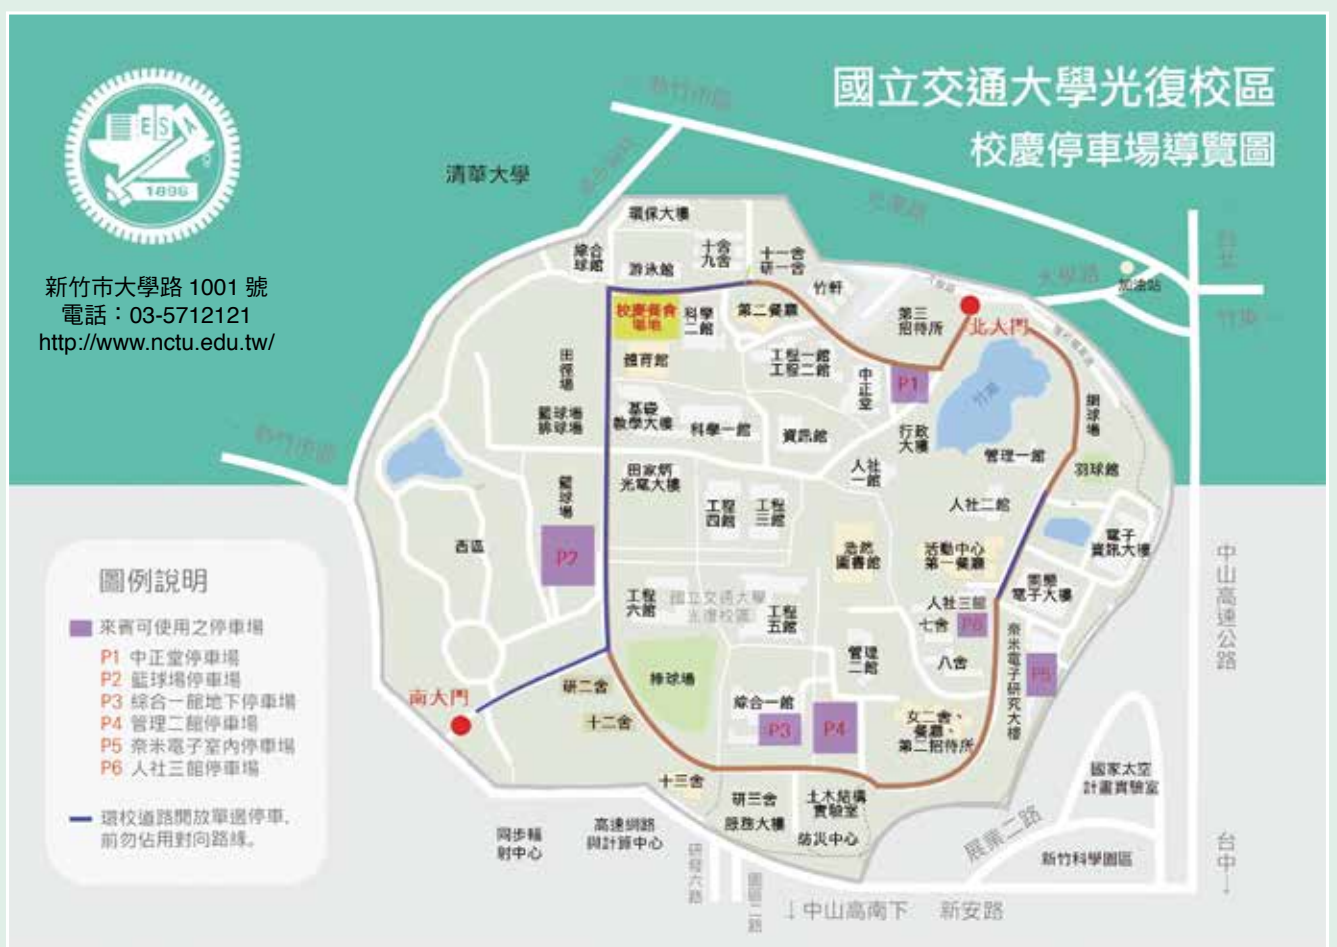 國立交通大學光復校區
校慶停車場導覽圖
1896
新竹市大學路 1001 號
電話：03-5712121
http://www.nctu.edu.tw/
清華大學
新竹市區
光復路
大學路
加油站
台北
竹東
環保大樓
綜合
球館
游泳館
十舍
九舍
十一舍
研一舍
竹軒
校慶餐會
場地
科學
二館
第二餐廳
第三
招待所
北大門
體育館
工程一館
工程二館
中正堂
P1
竹湖
網球場
田徑場
籃球場
排球場
基礎
教學大樓
科學一館
資訊館
行政
大樓
管理一館
羽球館
新竹市區
籃球場
田家炳
光電大樓
人社
一館
工程
四館
工程
三館
人社二館
西區
P2
浩然
圖書館
活動中心
第一餐廳
電子
資訊大樓
電子大樓
中山高速公路
工程
六館
國立交通大學
光復校區
工程
五館
人社三館
七舍
P6
八舍
管理
二館
奈米電子研究大樓
P5
南大門
研二舍
十二舍
棒球場
綜合一館
P3
P4
女二舍、
餐廳、
第二招待所
十三舍
研三舍
土木結構
實驗室
防災中心
國家太空
計畫實驗室
同步輻
射中心
高速網路
與計算中心
研發六路
園區二路
展業二路
新竹科學園區
台中→
↓中山高南下
新安路
圖例說明
來賓可使用之停車場
P1 中正堂停車場
P2 籃球場停車場
P3 綜合一館地下停車場
P4 管理二館停車場
P5 奈米電子室內停車場
P6 人社三館停車場
環校道路開放單邊停車，
前勿佔用對向路緣。